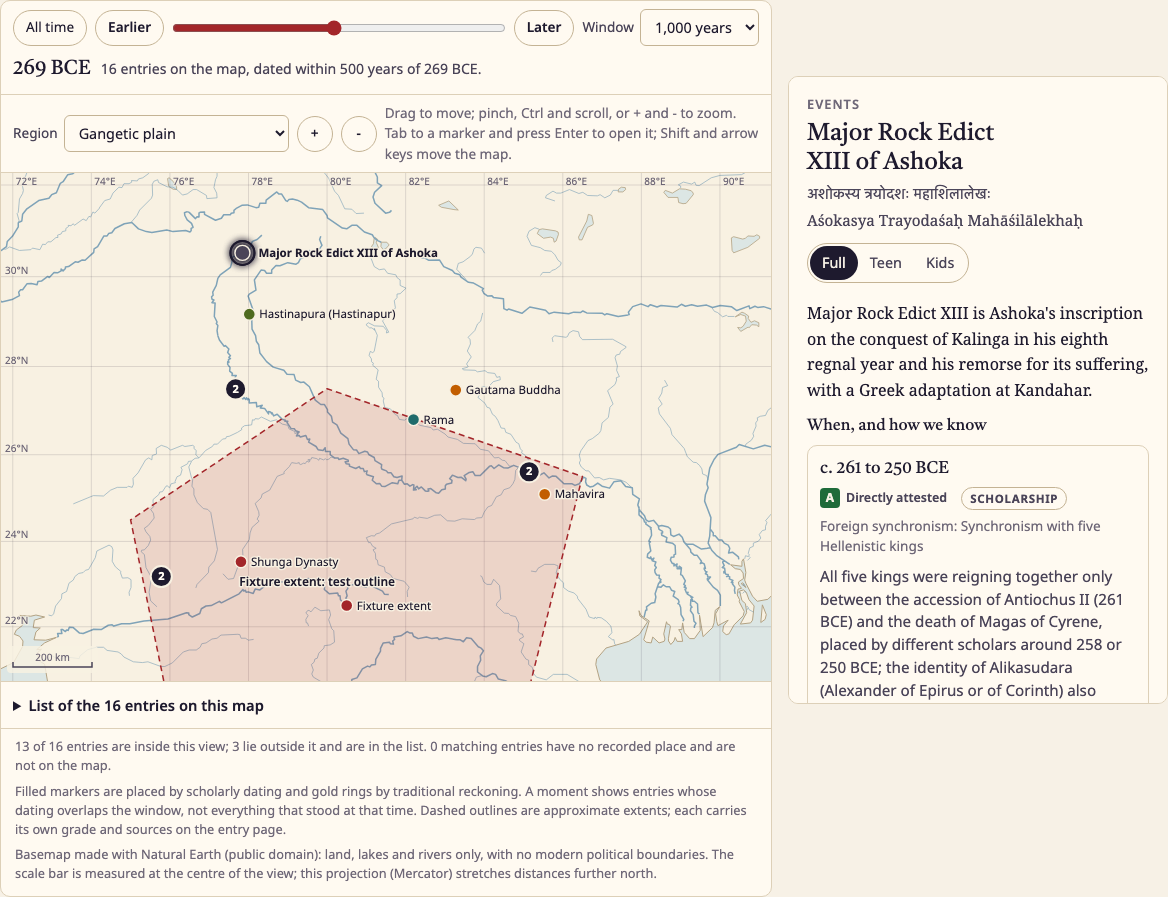 All time
Earlier
Later
Window
1,000 years
269 BCE
16 entries on the map, dated within 500 years of 269 BCE.
Region
Gangetic plain
+
-
Drag to move; pinch, Ctrl and scroll, or + and - to zoom.
Tab to a marker and press Enter to open it; Shift and arrow
keys move the map.
72°E
74°E
76°E
78°E
80°E
82°E
84°E
86°E
88°E
90°E
Major Rock Edict XIII of Ashoka
30°N
Hastinapura (Hastinapur)
28°N
2
Gautama Buddha
Rama
26°N
2
Mahavira
24°N
Shunga Dynasty
2
Fixture extent: test outline
Fixture extent
22°N
200 km
List of the 16 entries on this map
13 of 16 entries are inside this view; 3 lie outside it and are in the list. 0 matching entries have no recorded place and are
not on the map.
Filled markers are placed by scholarly dating and gold rings by traditional reckoning. A moment shows entries whose
dating overlaps the window, not everything that stood at that time. Dashed outlines are approximate extents; each carries
its own grade and sources on the entry page.
Basemap made with Natural Earth (public domain): land, lakes and rivers only, with no modern political boundaries. The
scale bar is measured at the centre of the view; this projection (Mercator) stretches distances further north.
EVENTS
Major Rock Edict
XIII of Ashoka
अशोकस्य त्रयोदशः महाशिलालेखः
Aśokasya Trayodaśaḥ Mahāśilālekhaḥ
Full
Teen
Kids
Major Rock Edict XIII is Ashoka's inscription
on the conquest of Kalinga in his eighth
regnal year and his remorse for its suffering,
with a Greek adaptation at Kandahar.
When, and how we know
c. 261 to 250 BCE
A
Directly attested
SCHOLARSHIP
Foreign synchronism: Synchronism with five
Hellenistic kings
All five kings were reigning together only
between the accession of Antiochus II (261
BCE) and the death of Magas of Cyrene,
placed by different scholars around 258 or
250 BCE; the identity of Alikasudara
(Alexander of Epirus or of Corinth) also